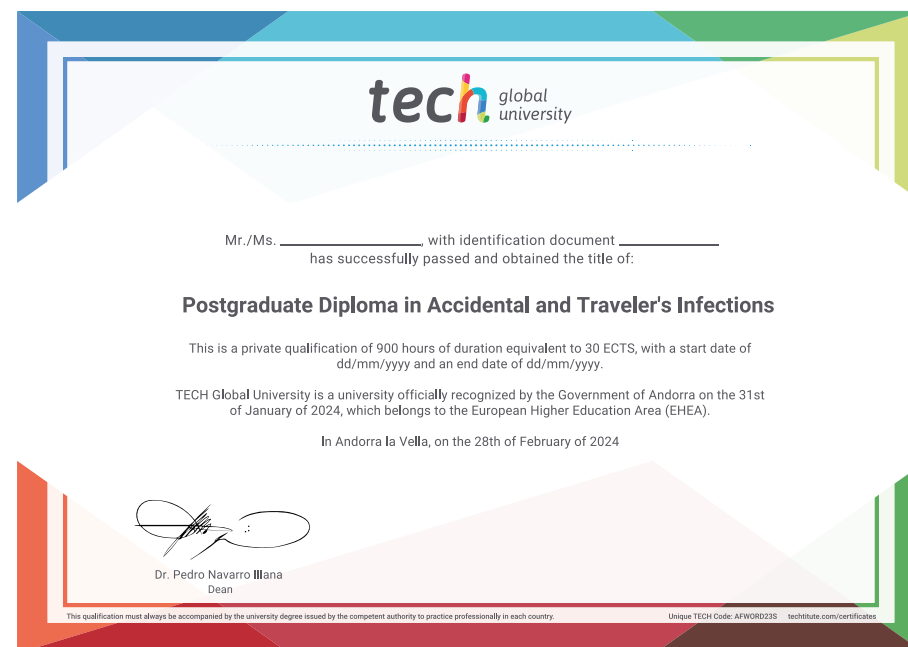 tech global university
Mr./Ms. ____________________, with identification document ______________
has successfully passed and obtained the title of:
Postgraduate Diploma in Accidental and Traveler's Infections
This is a private qualification of 900 hours of duration equivalent to 30 ECTS, with a start date of
dd/mm/yyyy and an end date of dd/mm/yyyy.
TECH Global University is a university officially recognized by the Government of Andorra on the 31st
of January of 2024, which belongs to the European Higher Education Area (EHEA).
In Andorra la Vella, on the 28th of February of 2024
Dr. Pedro Navarro Illana
Dean
This qualification must always be accompanied by the university degree issued by the competent authority to practice professionally in each country. Unique TECH Code: AFWORD23S techtitute.com/certificates